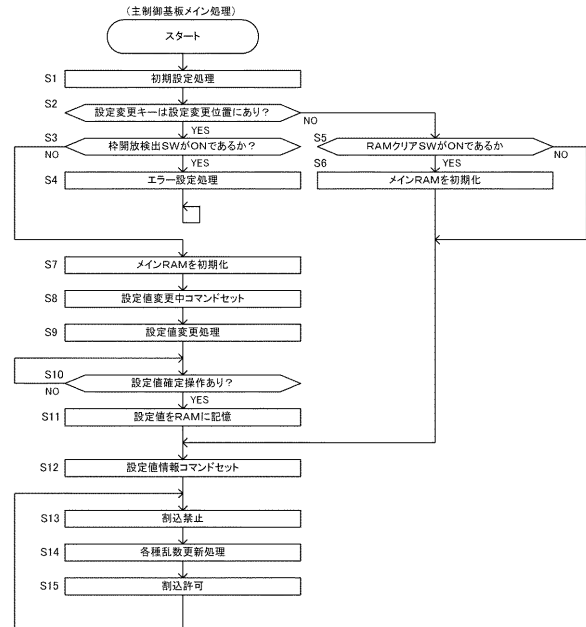 (主制御基板メイン処理)
スタート
S1 初期設定処理
S2 設定変更キーは設定変更位置にあり?
YES
NO
S3 枠開放検出SWがONであるか?
NO
YES
S5 RAMクリアSWがONであるか
YES
NO
S4 エラー設定処理
S6 メインRAMを初期化
S7 メインRAMを初期化
S8 設定値変更中コマンドセット
S9 設定値変更処理
S10 設定値確定操作あり?
NO
YES
S11 設定値をRAMに記憶
S12 設定値情報コマンドセット
S13 割込禁止
S14 各種乱数更新処理
S15 割込許可